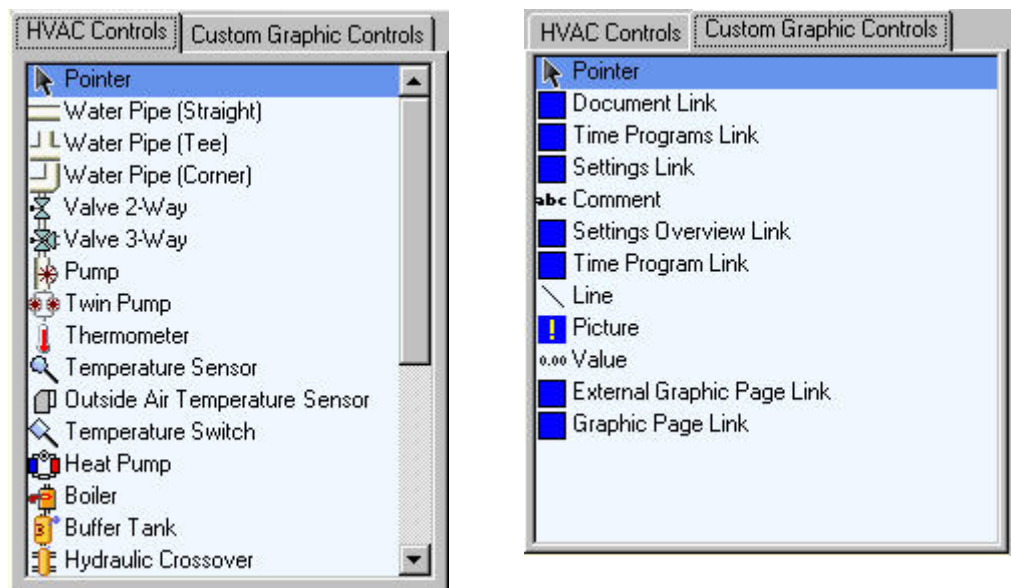 HVAC Controls Custom Graphic Controls
Pointer
Water Pipe (Straight)
Water Pipe (Tee)
Water Pipe (Corner)
Valve 2-Way
Valve 3-Way
Pump
Twin Pump
Thermometer
Temperature Sensor
Outside Air Temperature Sensor
Temperature Switch
Heat Pump
Boiler
Buffer Tank
Hydraulic Crossover
HVAC Controls Custom Graphic Controls
Pointer
Document Link
Time Programs Link
Settings Link
abc Comment
Settings Overview Link
Time Program Link
Line
! Picture
0.00 Value
External Graphic Page Link
Graphic Page Link